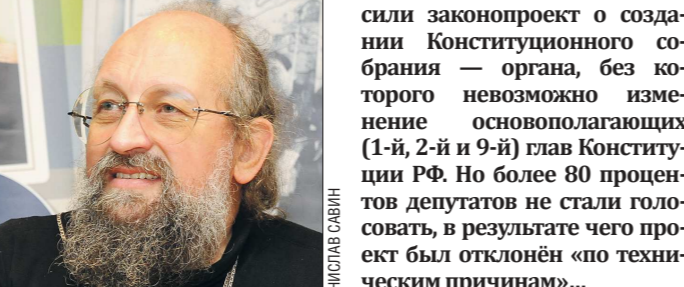 сили законопроект о созда-
нии Конституционного со-
брания — органа, без ко-
торого невозможно изме-
нение основополагающих
(1-й, 2-й и 9-й) глав Конститу-
ции РФ. Но более 80 процен-
тов депутатов не стали голо-
совать, в результате чего про-
ект был отклонён «по техни-
ческим причинам»...
НИСЛАВ САВИН